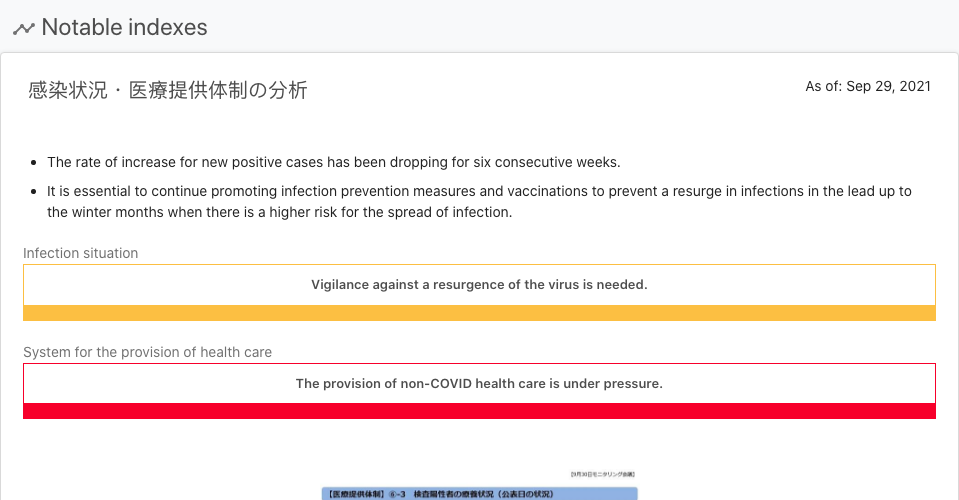 Notable indexes
感染状況・医療提供体制の分析
As of: Sep 29, 2021
The rate of increase for new positive cases has been dropping for six consecutive weeks.
It is essential to continue promoting infection prevention measures and vaccinations to prevent a resurge in infections in the lead up to
the winter months when there is a higher risk for the spread of infection.
Infection situation
Vigilance against a resurgence of the virus is needed.
System for the provision of health care
The provision of non-COVID health care is under pressure.
【9月30日モニタリング会議】
【医療提供体制】⑥-3 検査陽性者の療養状況（公表日の状況）